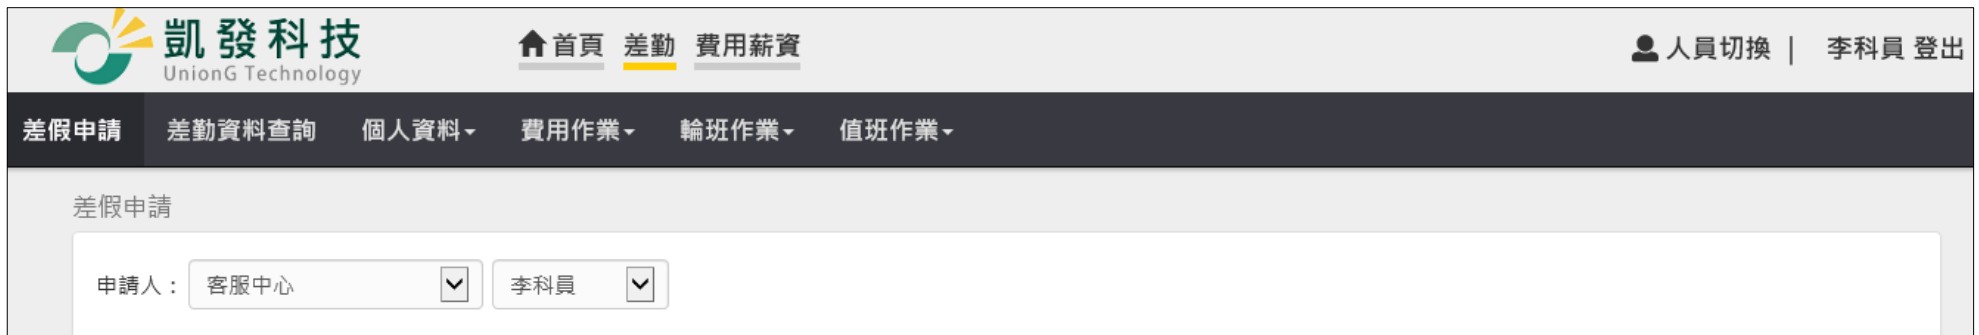 凱發科技
UnionG Technology
首頁 差勤 費用薪資
人員切換 | 李科員 登出
差假申請 差勤資料查詢 個人資料 費用作業 輪班作業 值班作業
差假申請
申請人: 客服中心 李科員